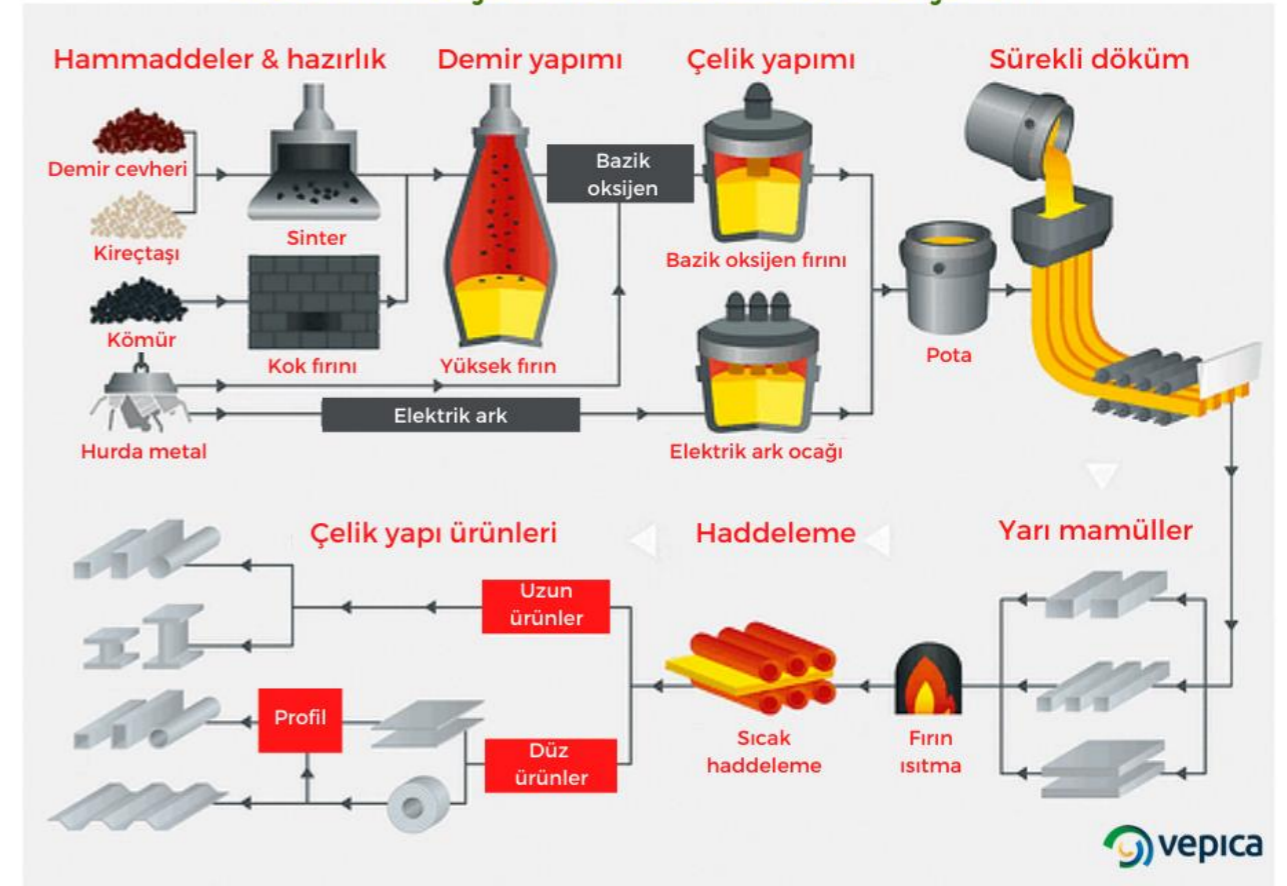 Hammaddeler & hazırlık
Demir yapımı
Çelik yapımı
Sürekli döküm
Demir cevheri
Kireçtaşı
Sinter
Kömür
Kok fırını
Hurda metal
Yüksek fırın
Bazik
oksijen
Bazik oksijen fırını
Elektrik ark
Elektrik ark ocağı
Pota
Çelik yapı ürünleri
Haddeleme
Yarı mamüller
Uzun
ürünler
Profil
Düz
ürünler
Sıcak
haddeleme
Fırın
ısıtma
vepıca